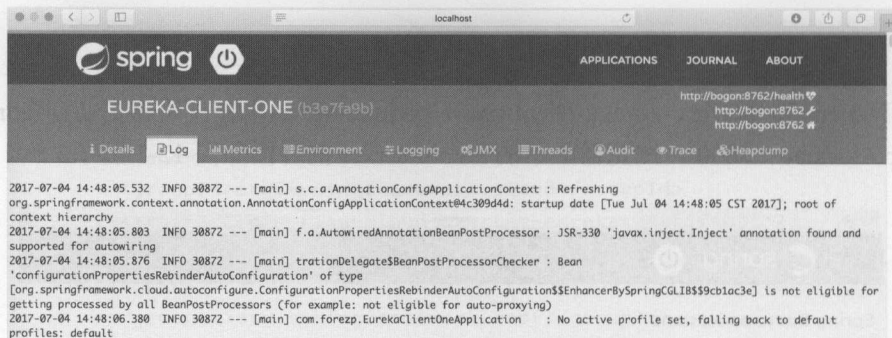 localhost
spring
APPLICATIONS JOURNAL ABOUT
EUREKA-CLIENT-ONE (b3e7fa9b)
http://bogon:8762/health
http://bogon:8762
http://bogon:8762
Details Log Metrics Environment Logging JMX Threads Audit Trace Heapdump
2017-07-04 14:48:05.532 INFO 30872 --- [main] s.c.a.AnnotationConfigApplicationContext : Refreshing
org.springframework.context.annotation.AnnotationConfigApplicationContext@4c309d4d: startup date [Tue Jul 04 14:48:05 CST 2017]; root of
context hierarchy
2017-07-04 14:48:05.803 INFO 30872 --- [main] f.a.AutowiredAnnotationBeanPostProcessor : JSR-330 'javax.inject.Inject' annotation found and
supported for autowiring
2017-07-04 14:48:05.876 INFO 30872 --- [main] trationDelegate$BeanPostProcessorChecker : Bean
'configurationPropertiesRebinderAutoConfiguration' of type
[org.springframework.cloud.autoconfigure.ConfigurationPropertiesRebinderAutoConfiguration$$EnhancerBySpringCGLIB$$9cb1ac3e] is not eligible for
getting processed by all BeanPostProcessors (for example: not eligible for auto-proxying)
2017-07-04 14:48:06.380 INFO 30872 --- [main] com.forezp.EurekaClientOneApplication : No active profile set, falling back to default
profiles: default